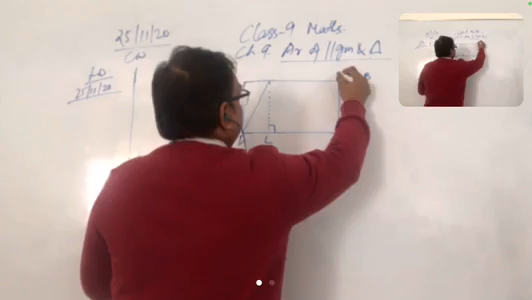 25/11/20
CW
Class-9 Maths.
Ch 9 Ar of //gm & Δ
25/11/20
B
L